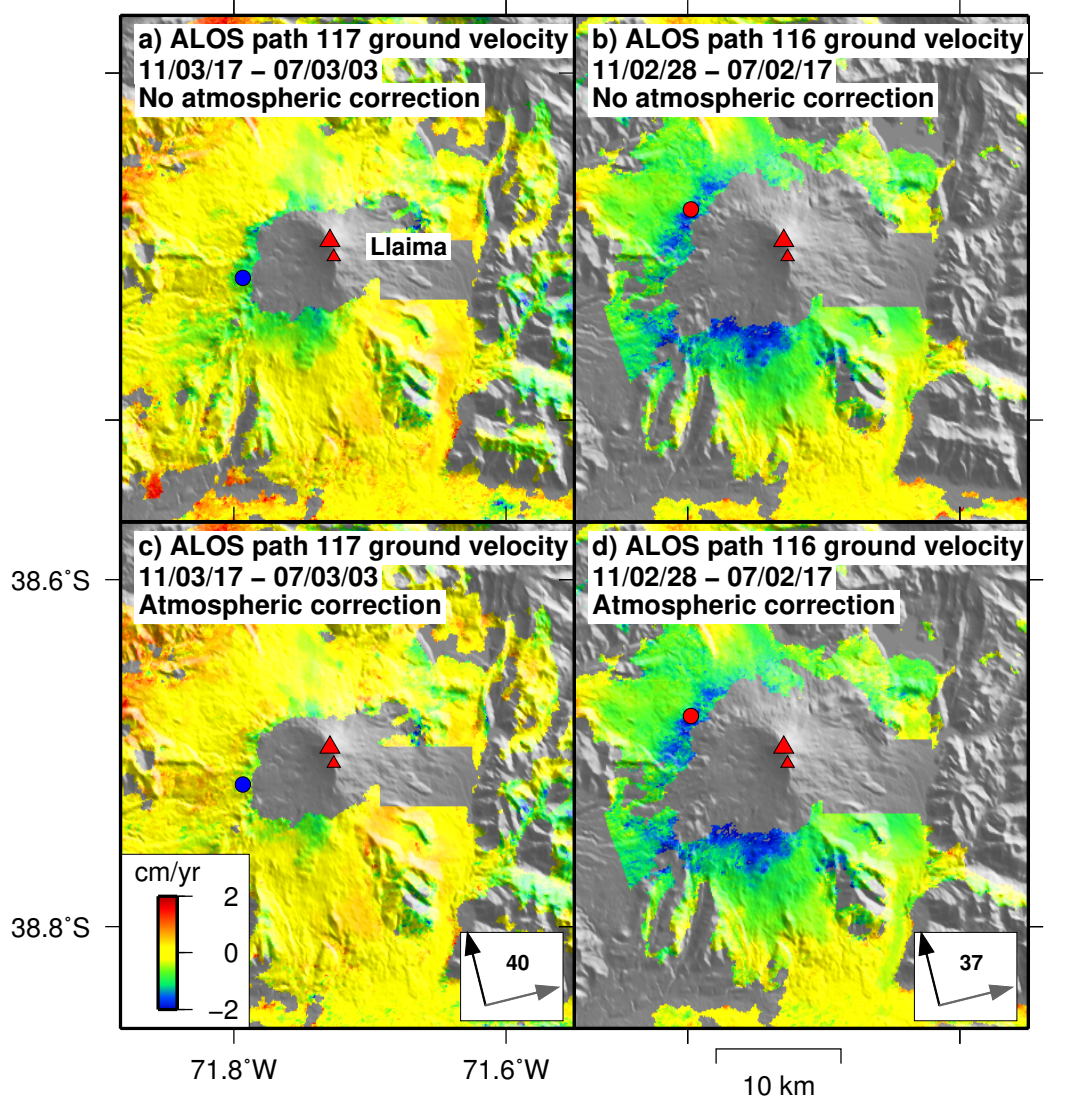 a) ALOS path 117 ground velocity
11/03/17 – 07/03/03
No atmospheric correction
b) ALOS path 116 ground velocity
11/02/28 – 07/02/17
No atmospheric correction
Llaima
c) ALOS path 117 ground velocity
11/03/17 – 07/03/03
Atmospheric correction
d) ALOS path 116 ground velocity
11/02/28 – 07/02/17
Atmospheric correction
38.6˚S
38.8˚S
cm/yr
2
0
−2
40
37
71.8˚W
71.6˚W
10 km